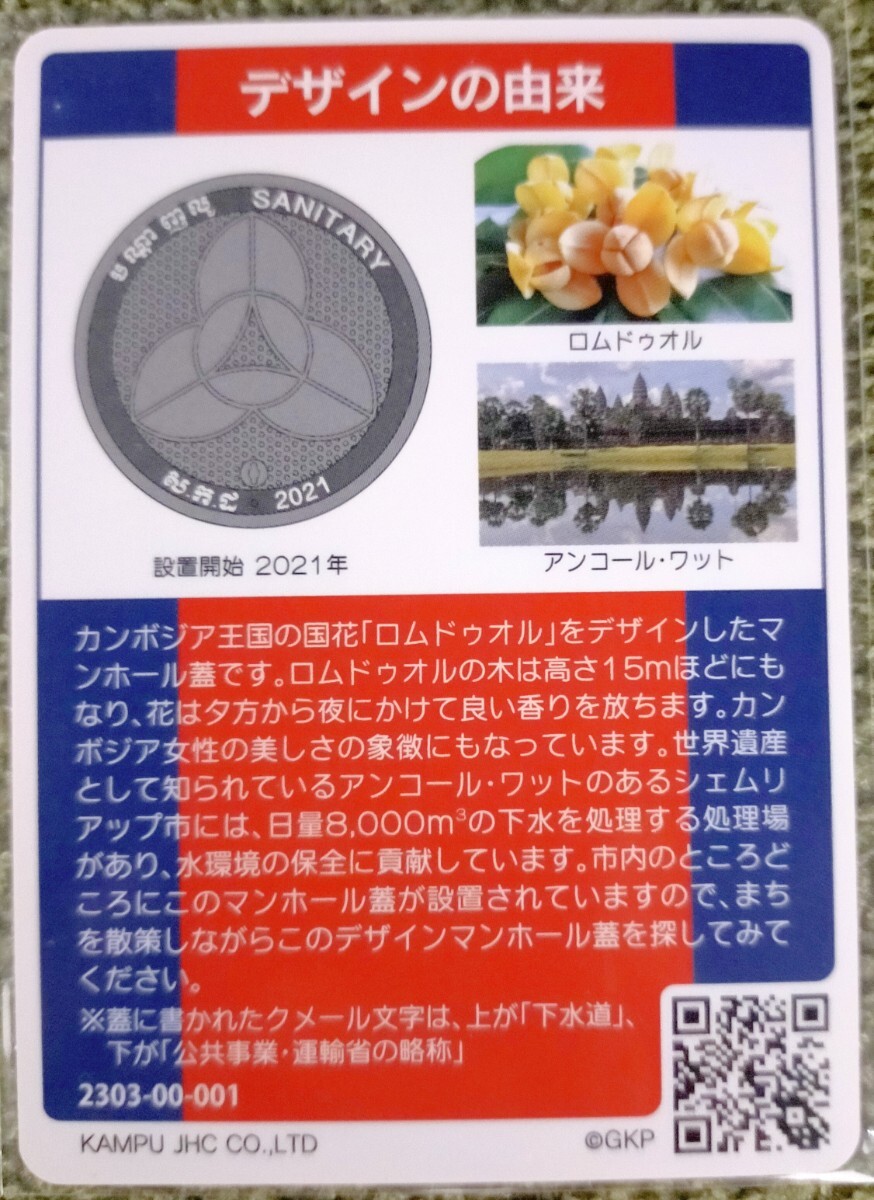 デザインの由来
SANITARY
2021
設置開始 2021年
ロムドゥオル
アンコール・ワット
カンボジア王国の国花「ロムドゥオル」をデザインしたマ
ンホール蓋です。ロムドゥオルの木は高さ15mほどにも
なり、花は夕方から夜にかけて良い香りを放ちます。カン
ボジア女性の美しさの象徴にもなっています。世界遺産
として知られているアンコール・ワットのあるシェムリ
アップ市には、日量8,000m³の下水を処理する処理場
があり、水環境の保全に貢献しています。市内のところど
ころにこのマンホール蓋が設置されていますので、まち
を散策しながらこのデザインマンホール蓋を探してみて
ください。
※蓋に書かれたクメール文字は、上が「下水道」、
下が「公共事業・運輸省の略称」
2303-00-001
KAMPU JHC CO.,LTD
©GKP